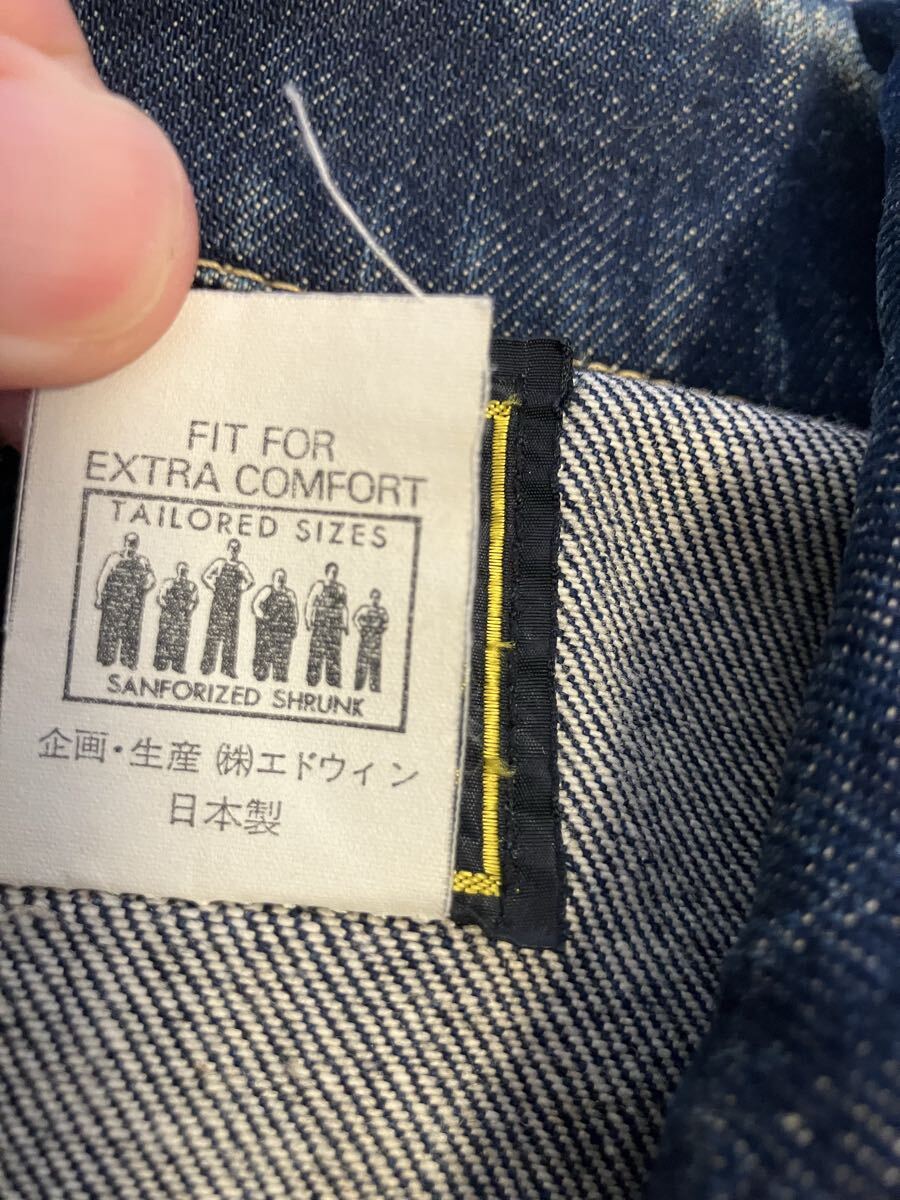 FIT FOR
EXTRA COMFORT
TAILORED SIZES
SANFORIZED SHRUNK
企画・生産 ㈱エドウィン
日本製